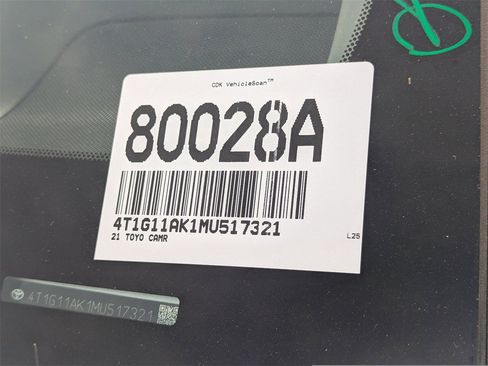 CDK VehicleScan™
80028A
4T1G11AK1MU517321
21 TOYO CAMR
L25
4T1G11AK1MU517321